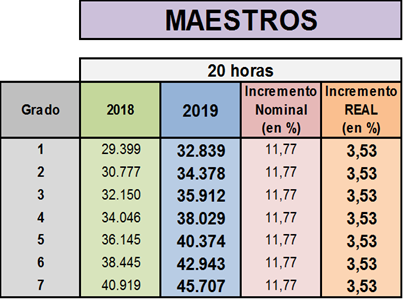 MAESTROS
20 horas
Grado 2018 2019 Incremento Nominal (en %) Incremento REAL (en %)
1 29.399 32.839 11,77 3,53
2 30.777 34.378 11,77 3,53
3 32.150 35.912 11,77 3,53
4 34.046 38.029 11,77 3,53
5 36.145 40.374 11,77 3,53
6 38.445 42.943 11,77 3,53
7 40.919 45.707 11,77 3,53